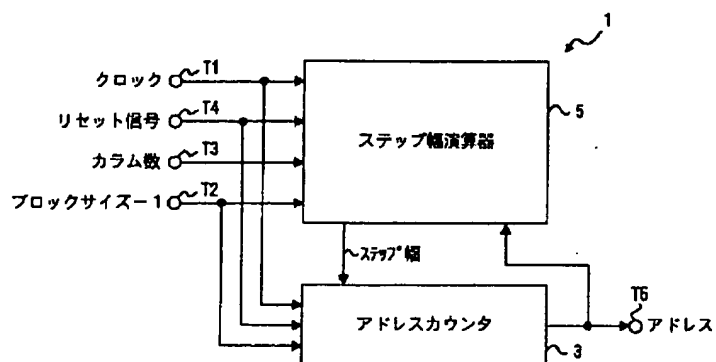 1
クロック T1
リセット信号 T4
カラム数 T3
ブロックサイズー1 T2
ステップ幅演算器
5
ステップ幅
アドレスカウンタ
3
T5 アドレス